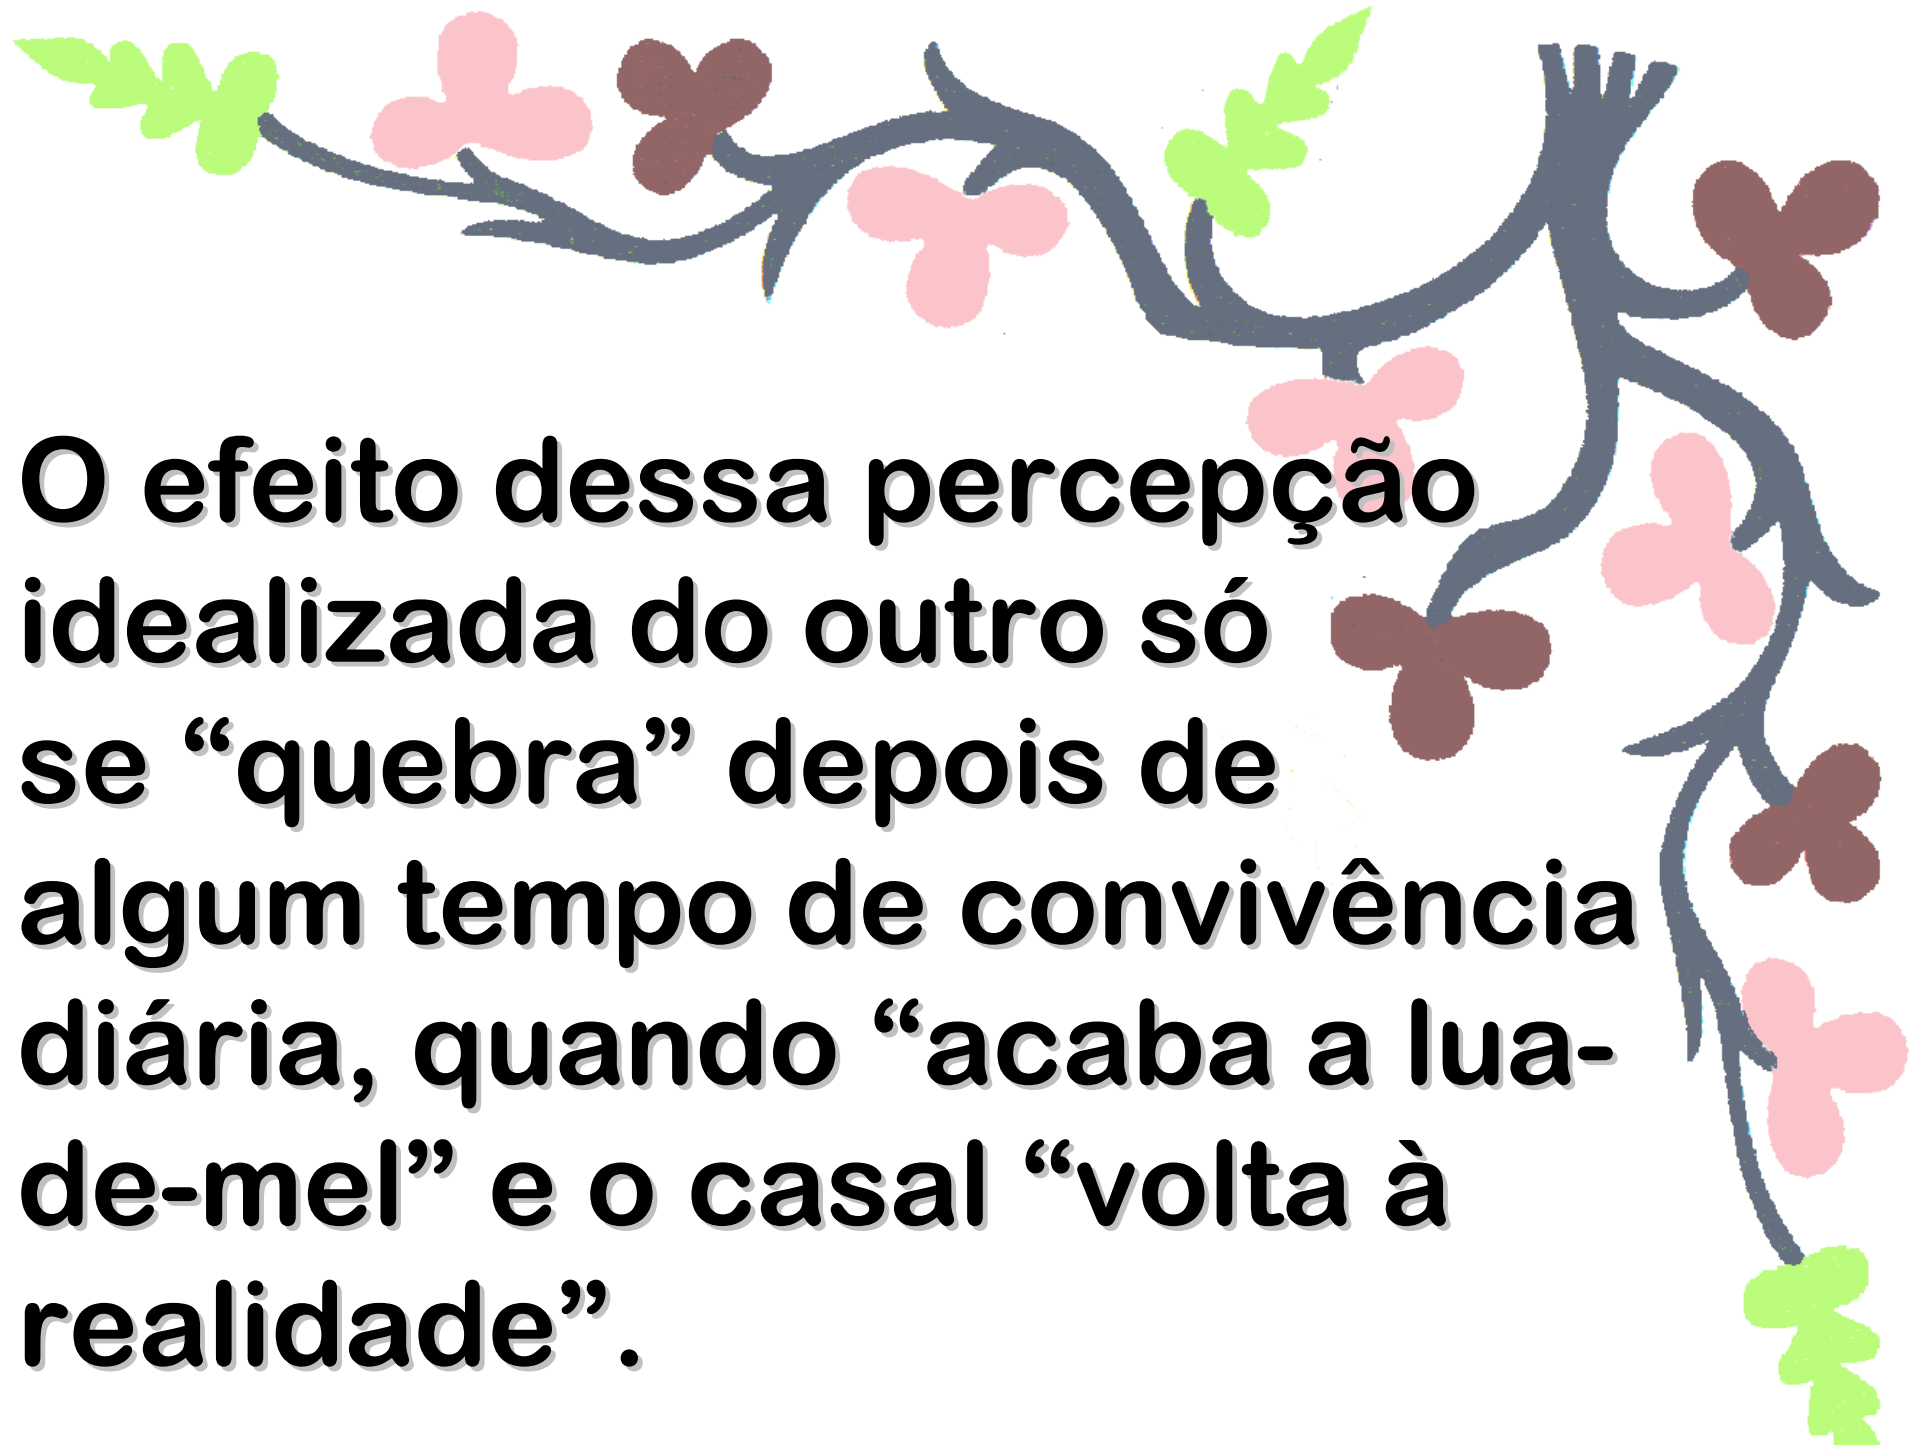 O efeito dessa percepção
idealizada do outro só
se “quebra” depois de
algum tempo de convivência
diária, quando “acaba a lua-
de-mel” e o casal “volta à
realidade”.